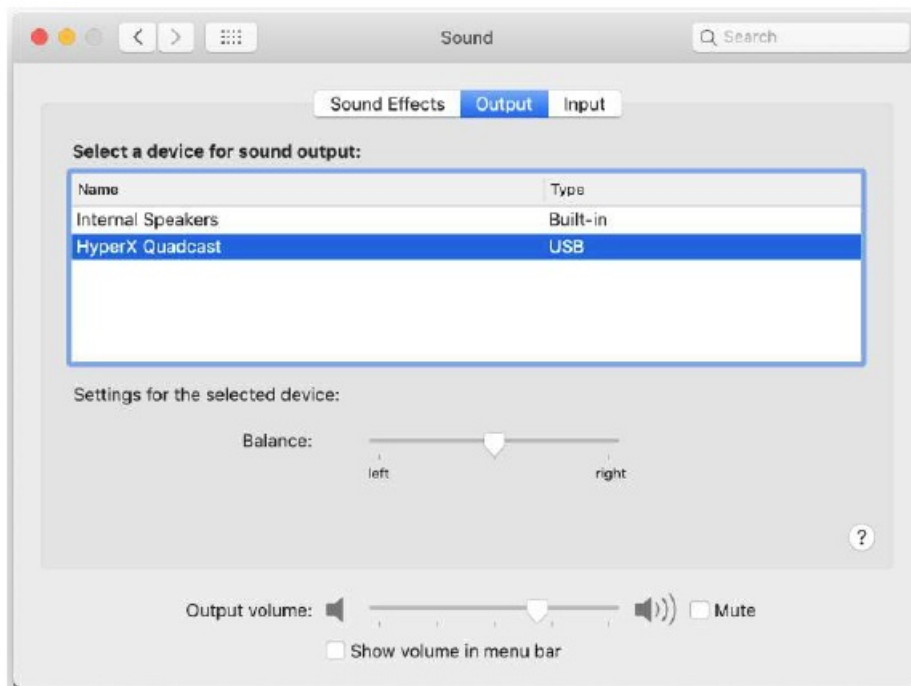 Sound
Search
Sound Effects Output Input
Select a device for sound output:
Name Type
Internal Speakers Built-in
HyperX Quadcast USB
Settings for the selected device:
Balance:
left right
?
Output volume: Mute
Show volume in menu bar